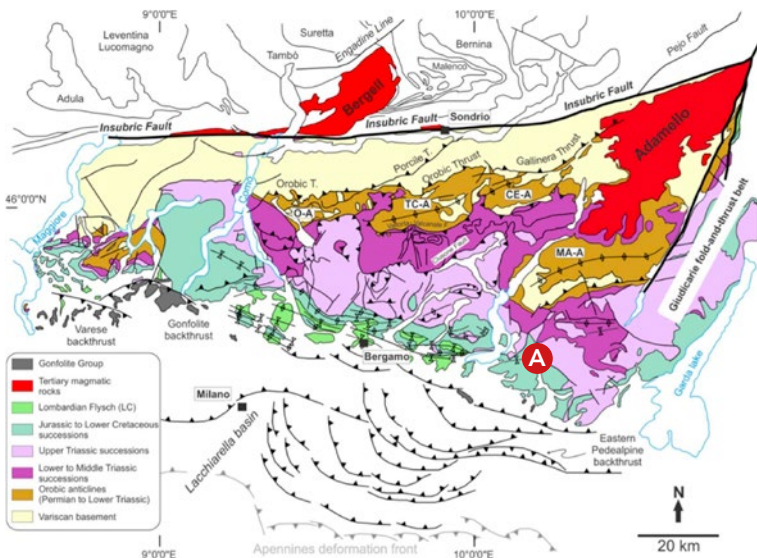 9°0'0"E
10°0'0"E
Leventina
Lucomagno
Suretta
Tambò
Engadine Line
Bernina
Malenco
Pejo Fault
Adula
Bergell
Insubric Fault
Insubric Fault
Sondrio
Insubric Fault
Adamello
Porcile T.
Orobic Thrust
Gallinera Thrust
46°0'0"N
Orobic T.
O-A
TC-A
CE-A
MA-A
L. Como
Maggiore
Clusone Fault
Giudicarie fold-and-thrust belt
Garda lake
Varese
backthrust
Gonfolite
backthrust
Bergamo
A
Milano
Lacchiarella basin
Eastern
Pedealpine
backthrust
Gonfolite Group
Tertiary magmatic
rocks
Lombardian Flysch (LC)
Jurassic to Lower Cretaceous
successions
Upper Triassic successions
Lower to Middle Triassic
successions
Orobic anticlines
(Permian to Lower Triassic)
Variscan basement
9°0'0"E
10°0'0"E
Apennines deformation front
N
20 km